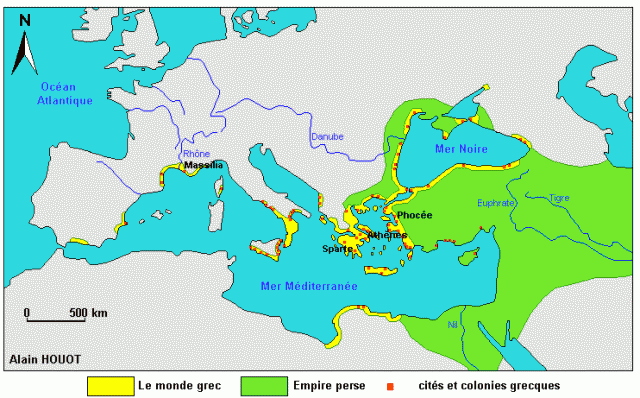 N
Océan
Atlantique
Danube
Rhône
Massilia
Mer Noire
Phocée
Euphrate
Tigre
Athènes
Sparte
Mer Méditerranée
0 500 km
Nil
Alain HOUOT
Le monde grec Empire perse cités et colonies grecques